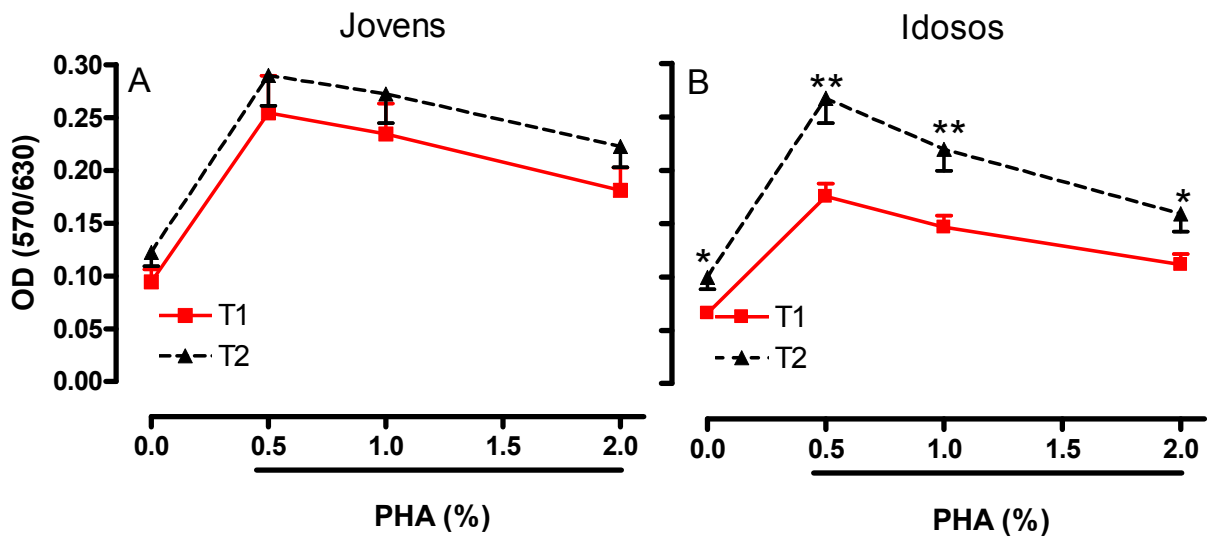 Jovens
Idosos
A
B
OD (570/630)
0.30
0.25
0.20
0.15
0.10
0.05
0.00
T1
T2
0.0 0.5 1.0 1.5 2.0
PHA (%)
**
**
*
*
T1
T2
0.0 0.5 1.0 1.5 2.0
PHA (%)